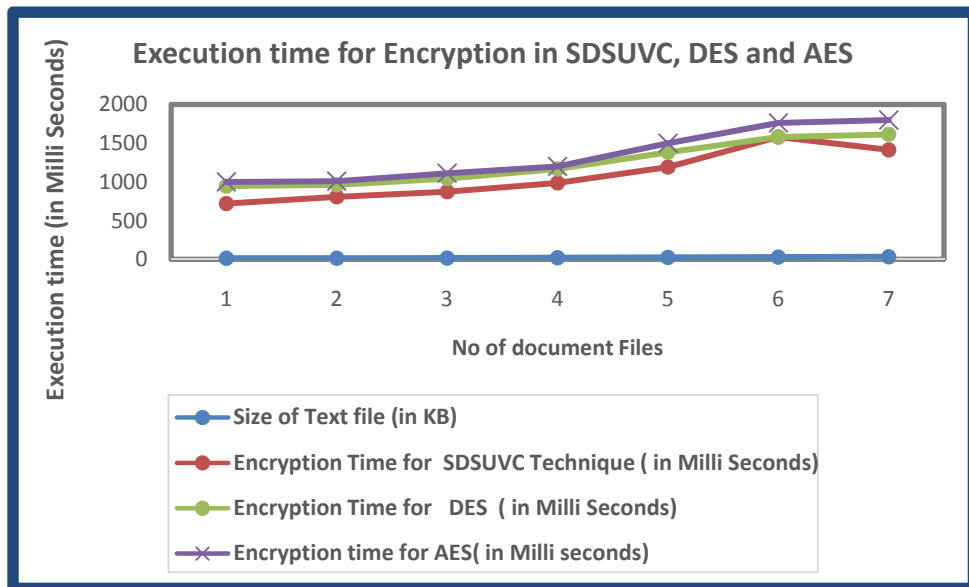 Execution time for Encryption in SDSUVC, DES and AES
Execution time (in Milli Seconds)
2000
1500
1000
500
0
1 2 3 4 5 6 7
No of document Files
Size of Text file (in KB)
Encryption Time for SDSUVC Technique ( in Milli Seconds)
Encryption Time for DES ( in Milli Seconds)
Encryption time for AES( in Milli seconds)